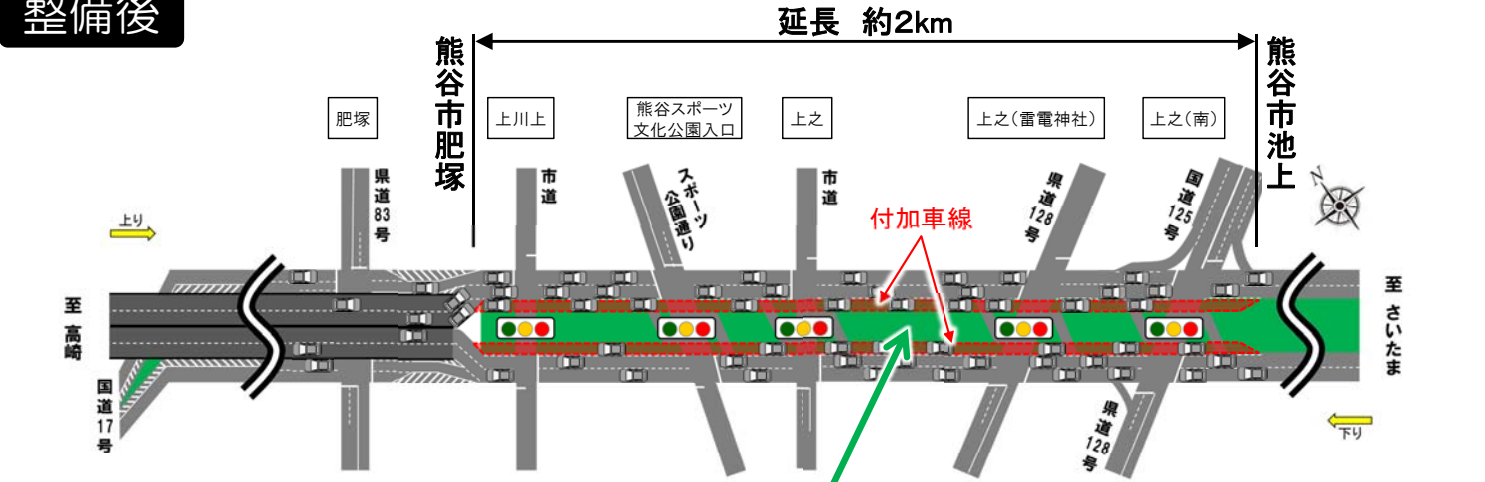 整備後
延長 約2km
熊谷市肥塚
熊谷市池上
肥塚
上川上
熊谷スポーツ
文化公園入口
上之
上之(雷電神社)
上之(南)
県道83号
市道
スポーツ
公園通り
市道
県道128号
国道125号
N
上り
付加車線
至 高崎
至 さいたま
国道17号
県道128号
下り